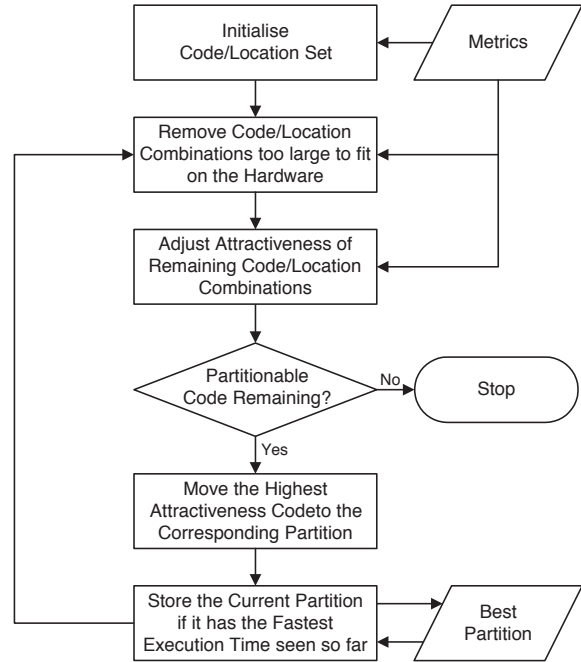 Initialise
Code/Location Set
Metrics
Remove Code/Location
Combinations too large to fit
on the Hardware
Adjust Attractiveness of
Remaining Code/Location
Combinations
Partitionable
Code Remaining?
No
Stop
Yes
Move the Highest
Attractiveness Codeto the
Corresponding Partition
Store the Current Partition
if it has the Fastest
Execution Time seen so far
Best
Partition